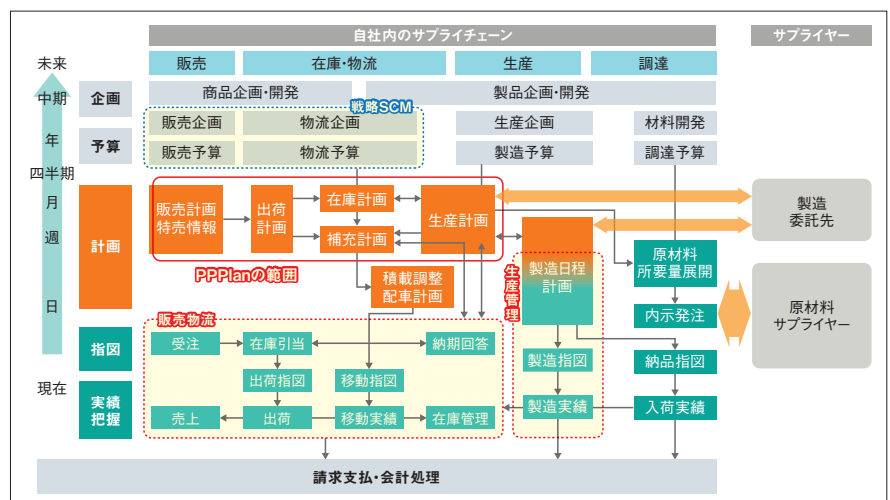 自社内のサプライチェーン
サプライヤー
未来
販売
在庫・物流
生産
調達
中期
企画
商品企画・開発
製品企画・開発
戦略SCM
販売企画
物流企画
生産企画
材料開発
年
予算
販売予算
物流予算
製造予算
調達予算
四半期
月
週
日
計画
販売計画
特売情報
出荷
計画
在庫計画
補充計画
生産計画
PPPlanの範囲
積載調整
配車計画
生産管理
製造日程
計画
原材料
所要量展開
内示発注
製造
委託先
原材料
サプライヤー
販売物流
指図
受注
在庫引当
納期回答
出荷指図
移動指図
製造指図
納品指図
現在
実績
把握
売上
出荷
移動実績
在庫管理
製造実績
入荷実績
請求支払・会計処理